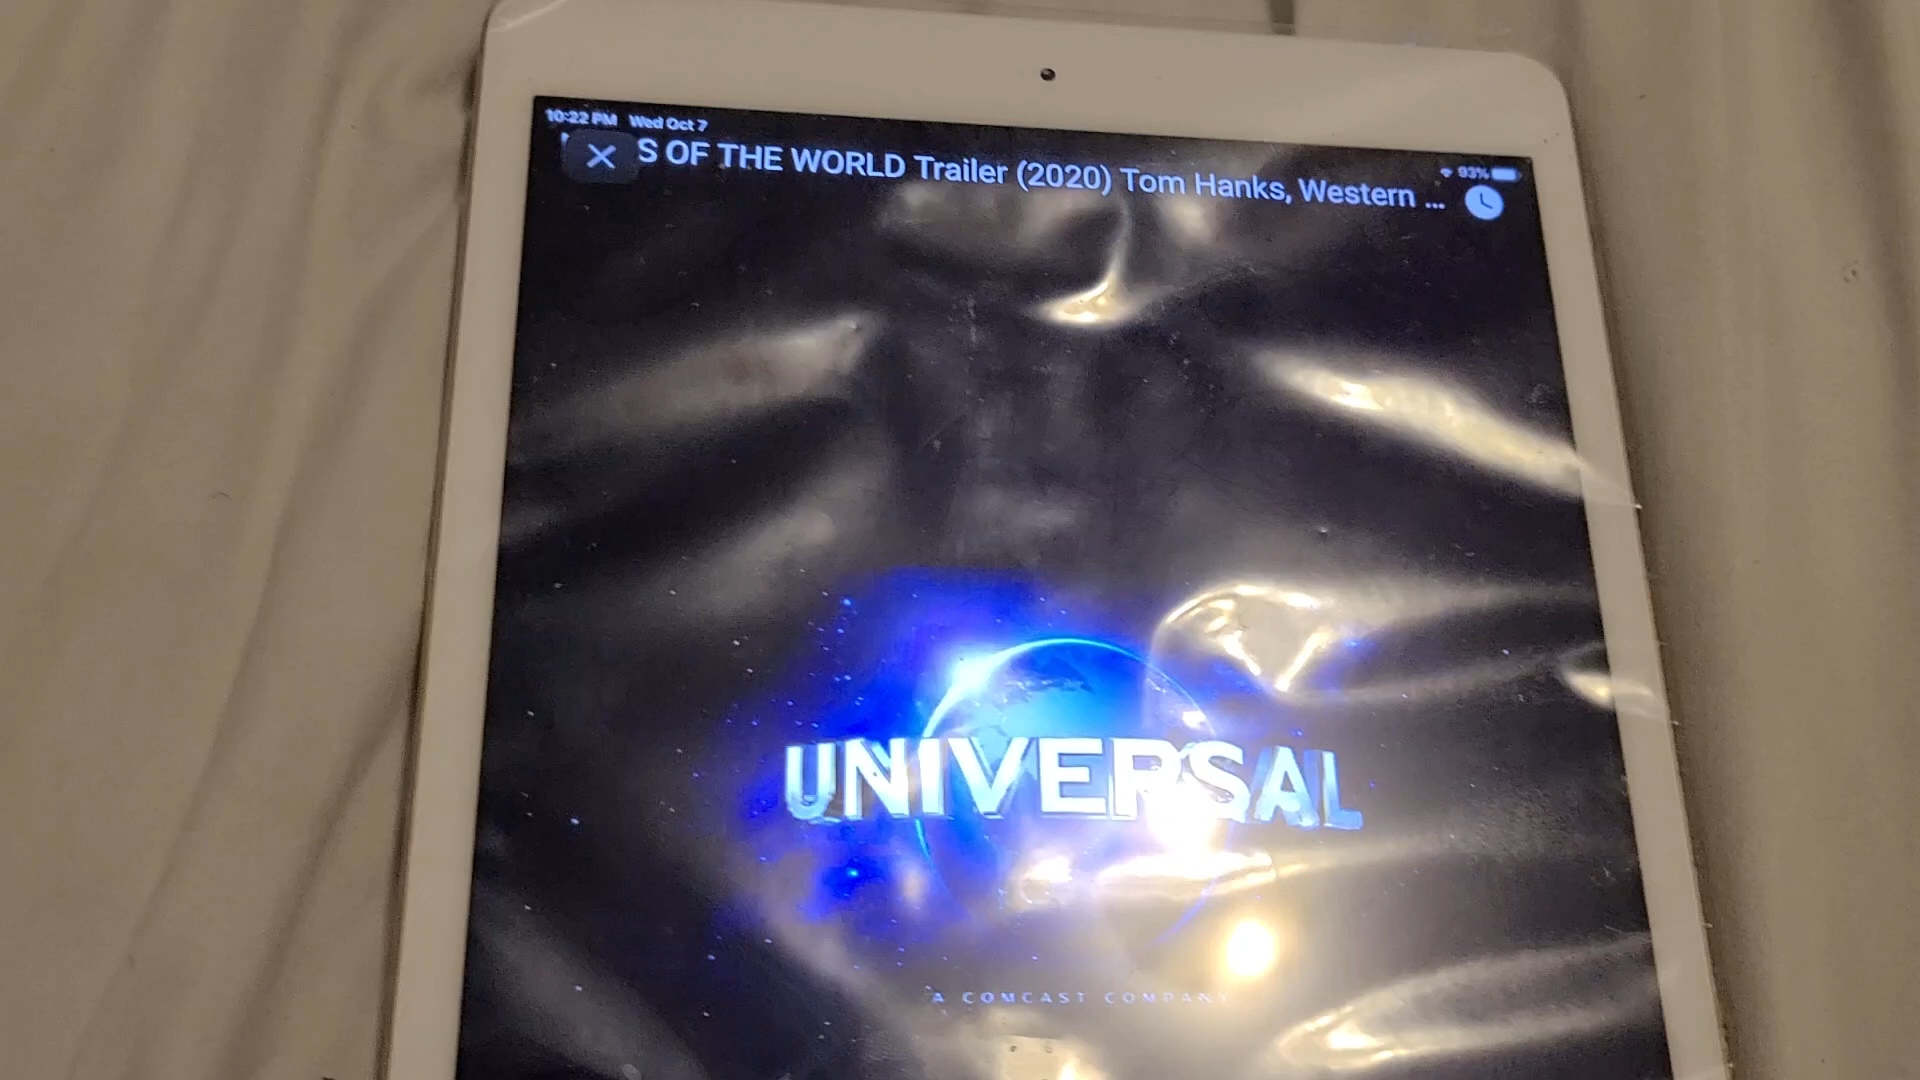 10:22 PM Wed Oct 7
93%
S OF THE WORLD Trailer (2020) Tom Hanks, Western ...
UNIVERSAL
A COMCAST COMPANY